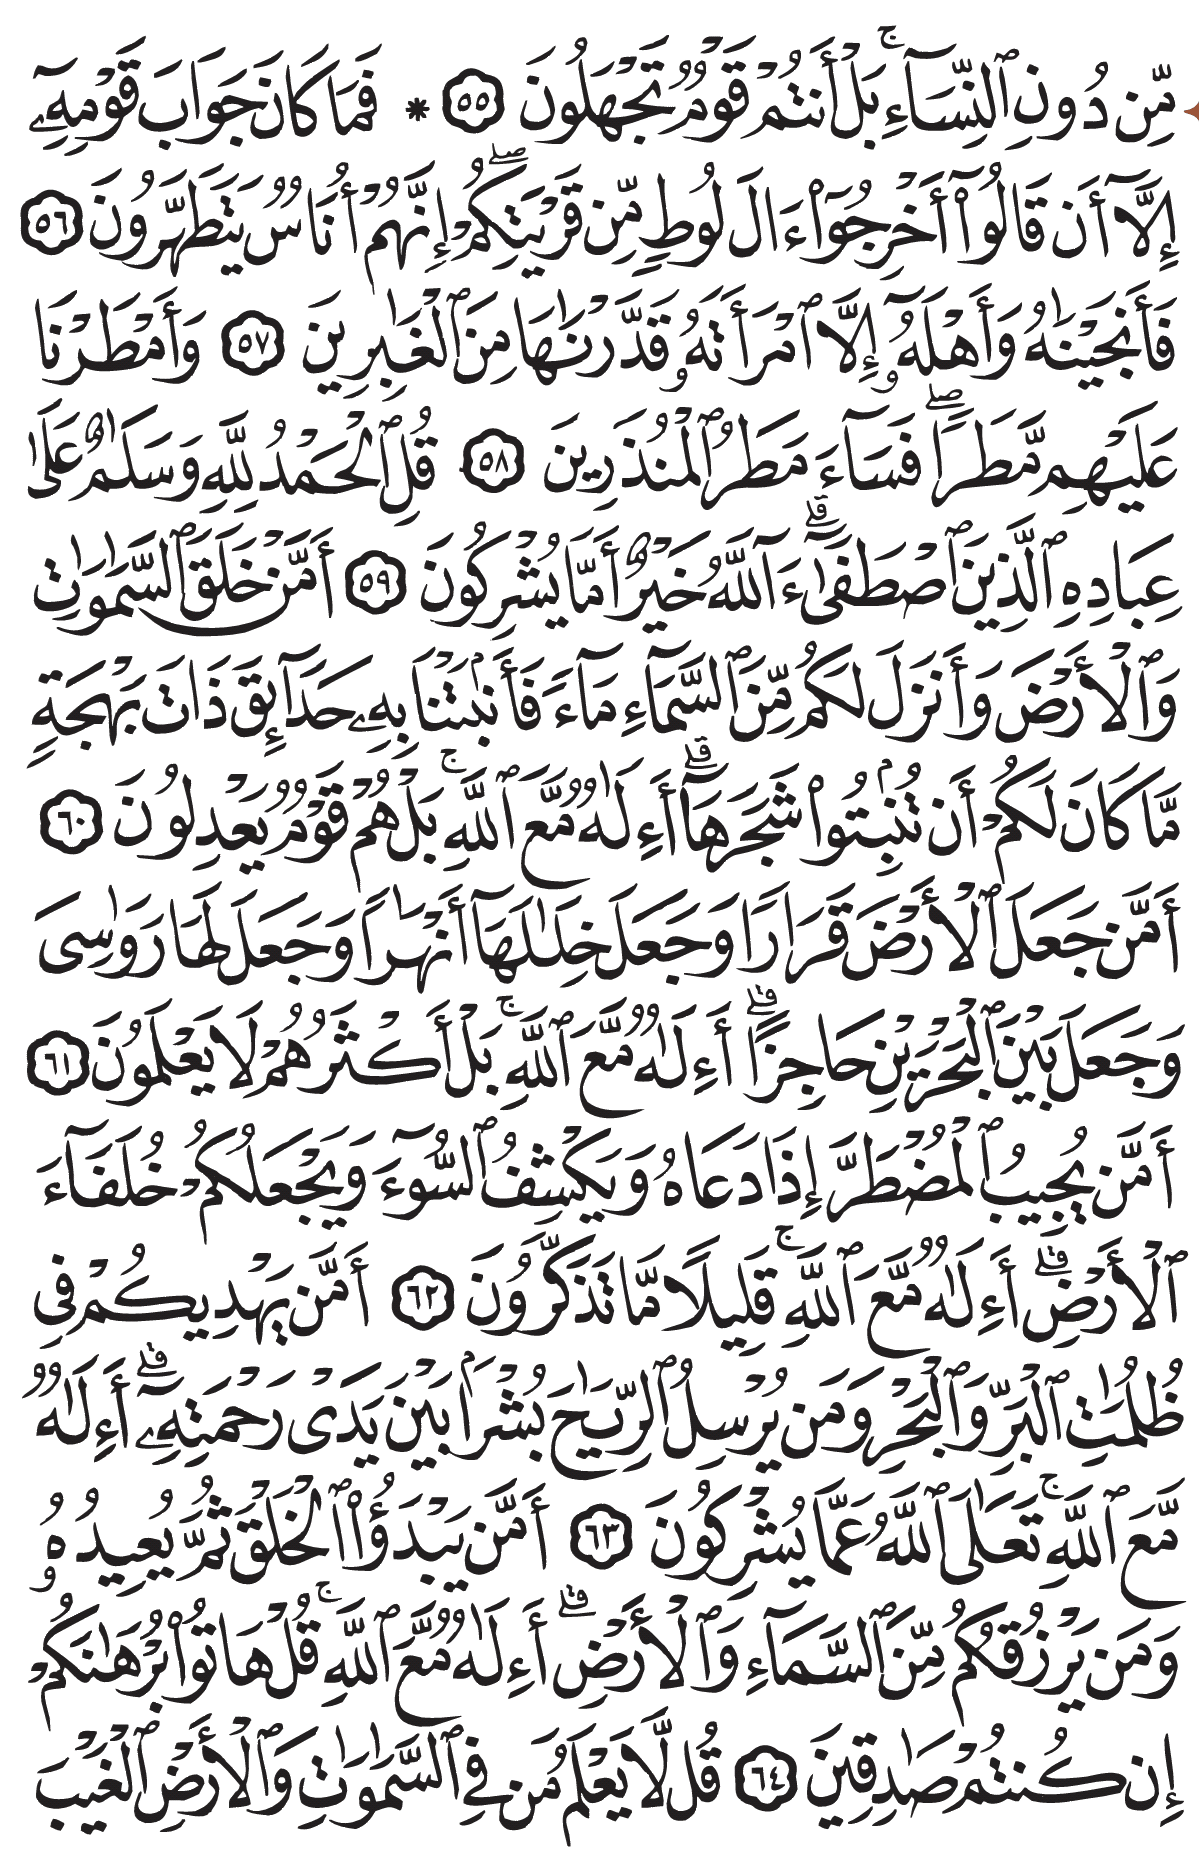 مِّن دُونِ ٱلنِّسَآءِۚ بَلۡ أَنتُمۡ قَوۡمٞ تَجۡهَلُونَ ٥٥ ۞ فَمَا كَانَ جَوَابَ قَوۡمِهِۦٓ
إِلَّآ أَن قَالُوٓاْ أَخۡرِجُوٓاْ ءَالَ لُوطٖ مِّن قَرۡيَتِكُمۡۖ إِنَّهُمۡ أُنَاسٞ يَتَطَهَّرُونَ ٥٦
فَأَنجَيۡنَٰهُ وَأَهۡلَهُۥٓ إِلَّا ٱمۡرَأَتَهُۥ قَدَّرۡنَٰهَا مِنَ ٱلۡغَٰبِرِينَ ٥٧ وَأَمۡطَرۡنَا
عَلَيۡهِم مَّطَرٗاۖ فَسَآءَ مَطَرُ ٱلۡمُنذَرِينَ ٥٨ قُلِ ٱلۡحَمۡدُ لِلَّهِ وَسَلَٰمٌ عَلَىٰ
عِبَادِهِ ٱلَّذِينَ ٱصۡطَفَىٰٓۗ ءَآللَّهُ خَيۡرٌ أَمَّا يُشۡرِكُونَ ٥٩ أَمَّنۡ خَلَقَ ٱلسَّمَٰوَٰتِ
وَٱلۡأَرۡضَ وَأَنزَلَ لَكُم مِّنَ ٱلسَّمَآءِ مَآءٗ فَأَنۢبَتۡنَا بِهِۦ حَدَآئِقَ ذَاتَ بَهۡجَةٖ
مَّا كَانَ لَكُمۡ أَن تُنۢبِتُواْ شَجَرَهَآۗ أَءِلَٰهٞ مَّعَ ٱللَّهِۚ بَلۡ هُمۡ قَوۡمٞ يَعۡدِلُونَ ٦٠
أَمَّن جَعَلَ ٱلۡأَرۡضَ قَرَارٗا وَجَعَلَ خِلَٰلَهَآ أَنۡهَٰرٗا وَجَعَلَ لَهَا رَوَٰسِيَ
وَجَعَلَ بَيۡنَ ٱلۡبَحۡرَيۡنِ حَاجِزًاۗ أَءِلَٰهٞ مَّعَ ٱللَّهِۚ بَلۡ أَكۡثَرُهُمۡ لَا يَعۡلَمُونَ ٦١
أَمَّن يُجِيبُ ٱلۡمُضۡطَرَّ إِذَا دَعَاهُ وَيَكۡشِفُ ٱلسُّوٓءَ وَيَجۡعَلُكُمۡ خُلَفَآءَ
ٱلۡأَرۡضِۗ أَءِلَٰهٞ مَّعَ ٱللَّهِۚ قَلِيلٗا مَّا تَذَكَّرُونَ ٦٢ أَمَّن يَهۡدِيكُمۡ فِي
ظُلُمَٰتِ ٱلۡبَرِّ وَٱلۡبَحۡرِ وَمَن يُرۡسِلُ ٱلرِّيَٰحَ بُشۡرَۢا بَيۡنَ يَدَيۡ رَحۡمَتِهِۦٓۗ أَءِلَٰهٞ
مَّعَ ٱللَّهِۚ تَعَٰلَى ٱللَّهُ عَمَّا يُشۡرِكُونَ ٦٣ أَمَّن يَبۡدَؤُاْ ٱلۡخَلۡقَ ثُمَّ يُعِيدُهُۥ
وَمَن يَرۡزُقُكُم مِّنَ ٱلسَّمَآءِ وَٱلۡأَرۡضِۗ أَءِلَٰهٞ مَّعَ ٱللَّهِۚ قُلۡ هَاتُواْ بُرۡهَٰنَكُمۡ
إِن كُنتُمۡ صَٰدِقِينَ ٦٤ قُل لَّا يَعۡلَمُ مَن فِي ٱلسَّمَٰوَٰتِ وَٱلۡأَرۡضِ ٱلۡغَيۡبَ